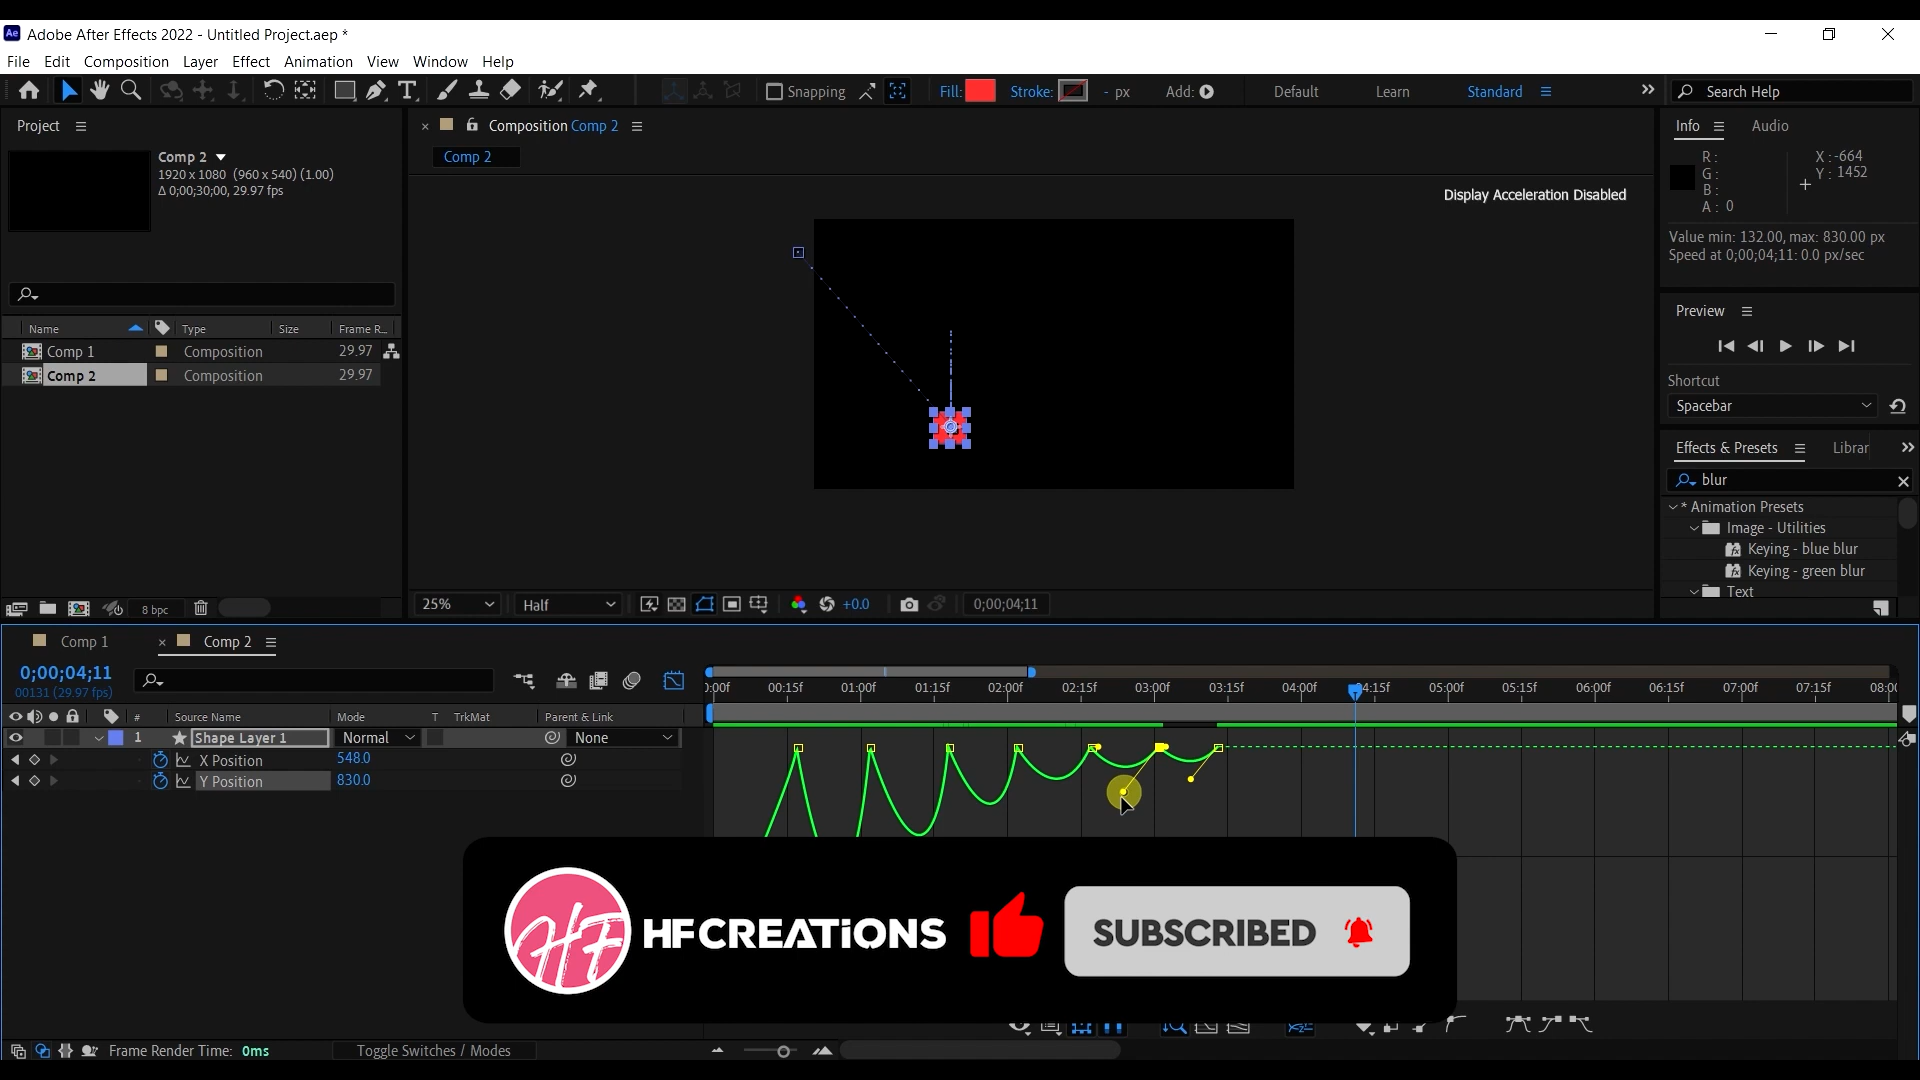 Ae Adobe After Effects 2022 - Untitled Project.aep *
File Edit Composition Layer Effect Animation View Window Help
Snapping Fill: Stroke: - px Add: Default Learn Standard Search Help
Project
Comp 2
1920 x 1080 (960 x 540) (1.00)
Δ 0;00;30;00, 29.97 fps
Name Type Size Frame R...
Comp 1 Composition 29.97
Comp 2 Composition 29.97
8 bpc
Composition Comp 2
Comp 2
Display Acceleration Disabled
25% Half +0.0 0;00;04;11
Info Audio
R :
G :
B :
A : 0
X : -664
Y : 1452
Value min: 132.00, max: 830.00 px
Speed at 0;00;04;11: 0.0 px/sec
Preview
Shortcut
Spacebar
Effects & Presets Librar
blur
* Animation Presets
Image - Utilities
Keying - blue blur
Keying - green blur
Text
Comp 1 Comp 2
0;00;04;11
00131 (29.97 fps)
):00f 00:15f 01:00f 01:15f 02:00f 02:15f 03:00f 03:15f 04:00f 04:15f 05:00f 05:15f 06:00f 06:15f 07:00f 07:15f 08:00
# Source Name Mode T TrkMat Parent & Link
1 Shape Layer 1 Normal None
X Position 548.0
Y Position 830.0
HF HFCREATiONS SUBSCRIBED
Frame Render Time: 0ms Toggle Switches / Modes